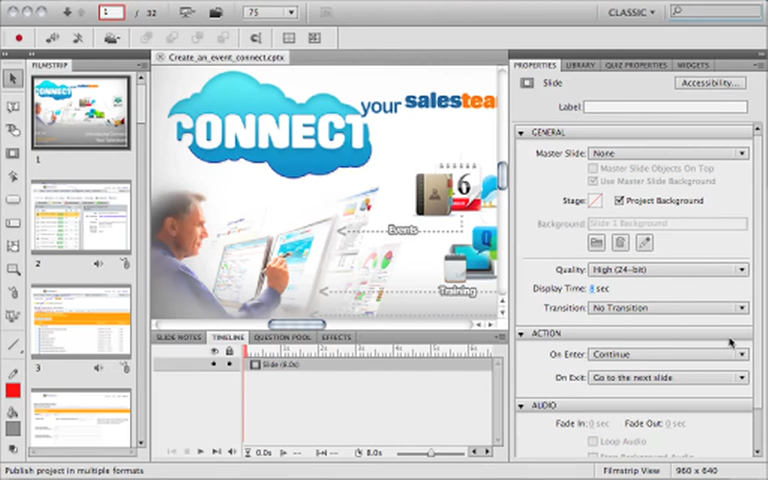 1 / 32
75
CLASSIC
FILMSTRIP
Create_an_event_connect.cptx
PROPERTIES LIBRARY QUIZ PROPERTIES WIDGETS
Slide Accessibility...
Label:
GENERAL
Master Slide: None
Master Slide Objects On Top
Use Master Slide Background
Stage: Project Background
Background: Slide 1 Background
Quality: High (24-bit)
Display Time: 8 sec
Transition: No Transition
ACTION
On Enter: Continue
On Exit: Go to the next slide
AUDIO
Fade In: 0 sec Fade Out: 0 sec
Loop Audio
your salestea
CONNECT
6
Events
Training
1
2
3
SLIDE NOTES TIMELINE QUESTION POOL EFFECTS
Slide (8.0s)
0.0s
8.0s
Publish project in multiple formats
Filmstrip View 960 x 640